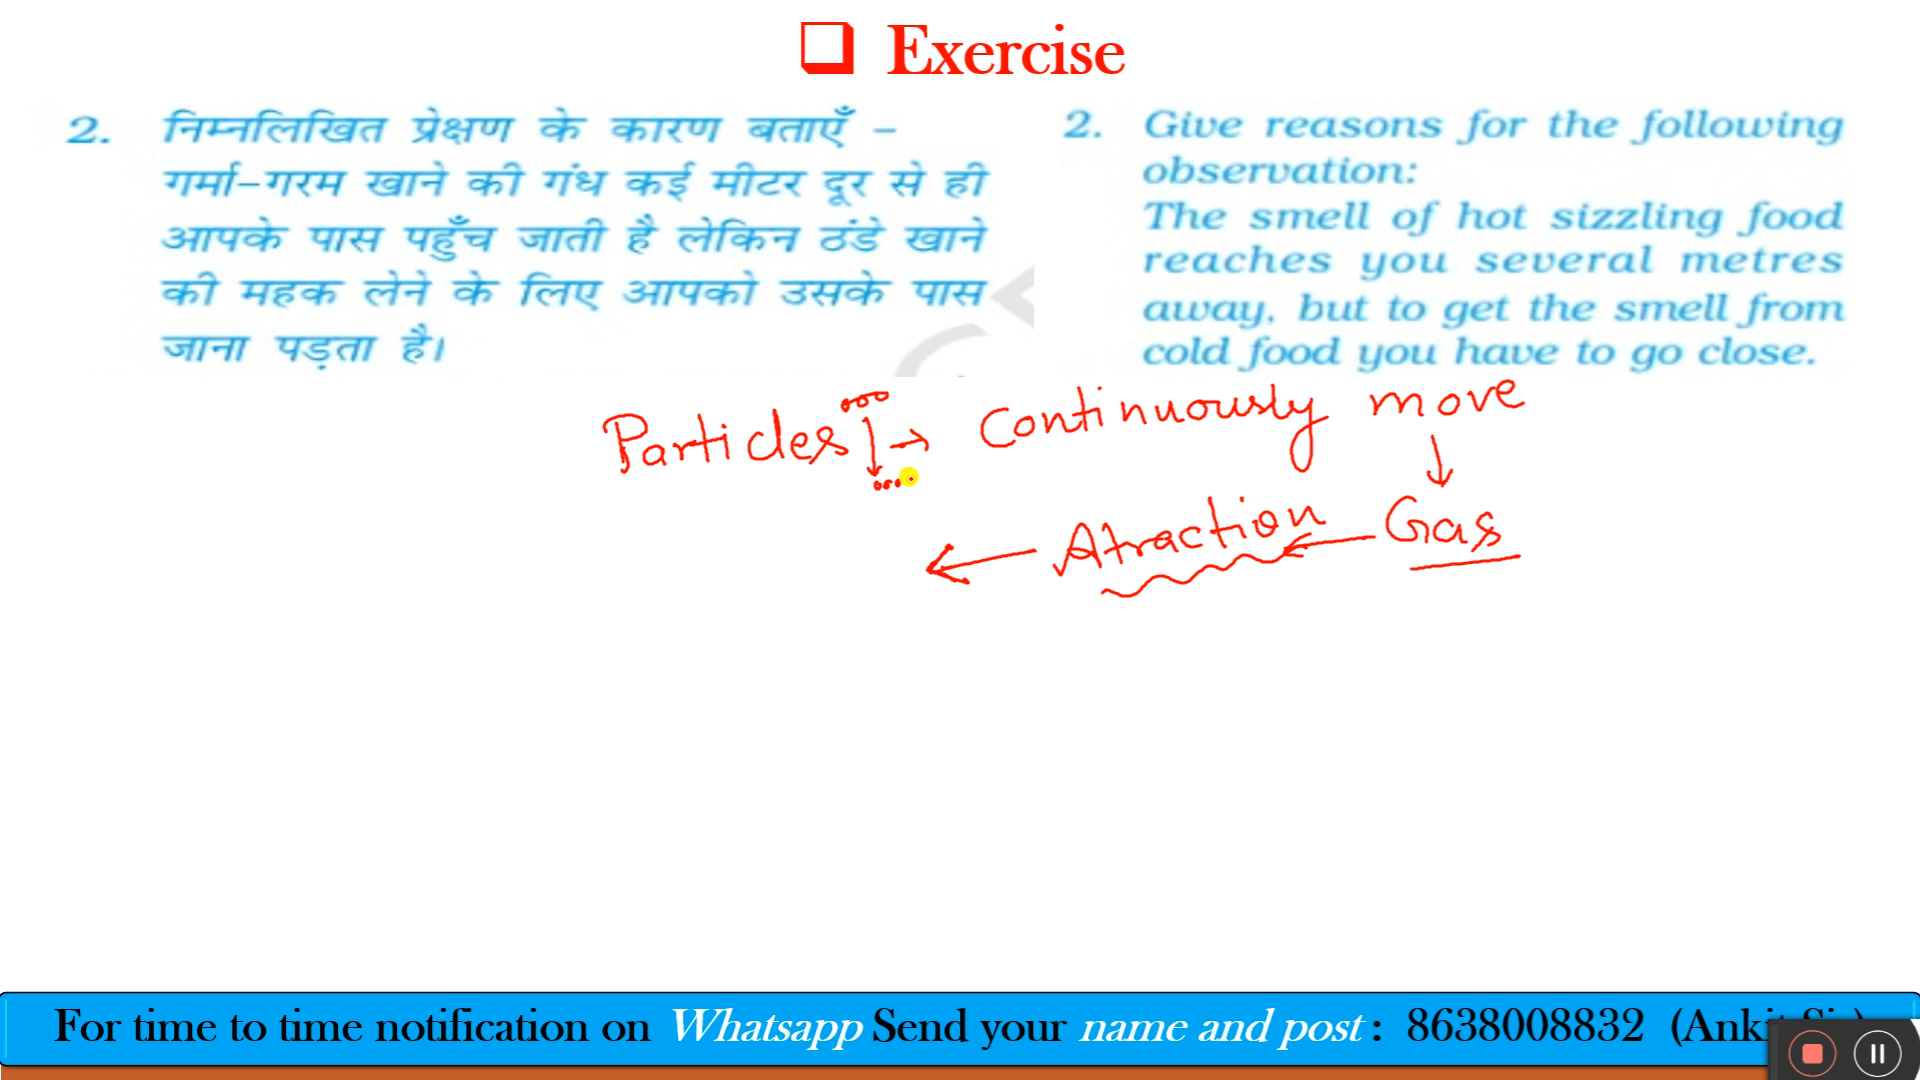 Exercise
2. निम्नलिखित प्रेक्षण के कारण बताएँ –
गर्मा-गरम खाने की गंध कई मीटर दूर से ही
आपके पास पहुँच जाती है लेकिन ठंडे खाने
की महक लेने के लिए आपको उसके पास
जाना पड़ता है।
2. Give reasons for the following
observation:
The smell of hot sizzling food
reaches you several metres
away, but to get the smell from
cold food you have to go close.
Particles → Continuously move
Atraction ← Gas
For time to time notification on Whatsapp Send your name and post : 8638008832 (Ankit Sir)